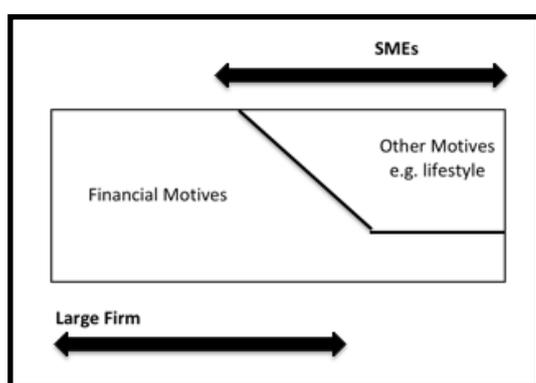 SMEs
Other Motives
e.g. lifestyle
Financial Motives
Large Firm